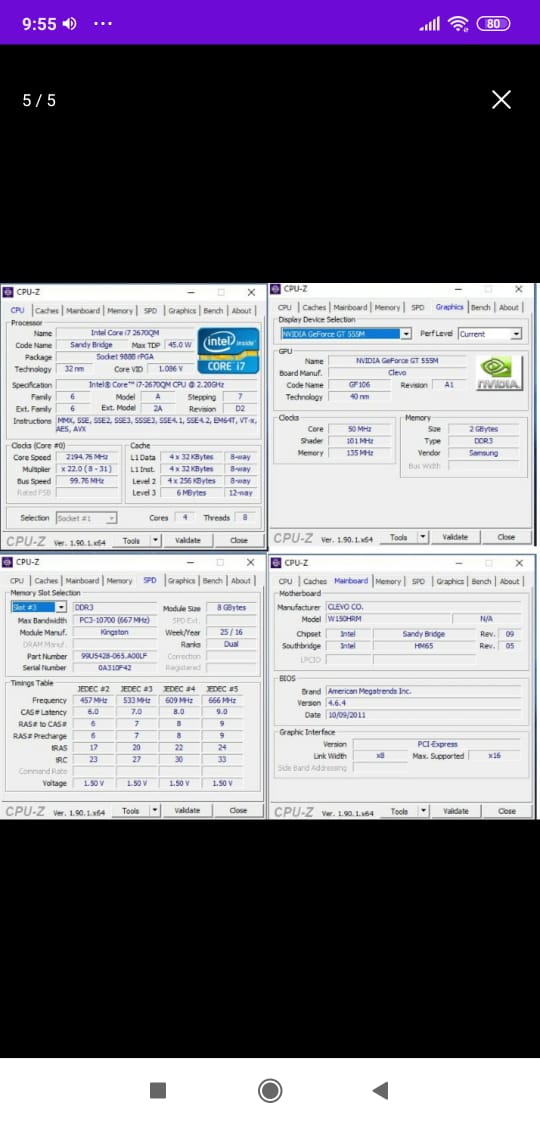 9:55
80
5 / 5
CPU-Z
CPU Caches Mainboard Memory SPD Graphics Bench About
Processor
Name Intel Core i7 2670QM
Code Name Sandy Bridge Max TDP 45.0 W
Package Socket 988B rPGA
Technology 32 nm Core VID 1.086 V
intel inside
CORE i7
Specification Intel® Core™ i7-2670QM CPU @ 2.20GHz
Family 6 Model A Stepping 7
Ext. Family 6 Ext. Model 2A Revision D2
Instructions MMX, SSE, SSE2, SSE3, SSSE3, SSE4.1, SSE4.2, EM64T, VT-x,
AES, AVX
Clocks (Core #0)
Core Speed 2194.76 MHz
Multiplier x 22.0 ( 8 - 31 )
Bus Speed 99.76 MHz
Rated FSB
Cache
L1 Data 4 x 32 KBytes 8-way
L1 Inst. 4 x 32 KBytes 8-way
Level 2 4 x 256 KBytes 8-way
Level 3 6 MBytes 12-way
Selection Socket #1 Cores 4 Threads 8
CPU-Z Ver. 1.90.1.x64 Tools Validate Close
CPU-Z
CPU Caches Mainboard Memory SPD Graphics Bench About
Display Device Selection
NVIDIA GeForce GT 555M Perf Level Current
GPU
Name NVIDIA GeForce GT 555M
Board Manuf. Clevo
Code Name GF106 Revision A1
Technology 40 nm
NVIDIA
Clocks
Core 50 MHz
Shader 101 MHz
Memory 135 MHz
Memory
Size 2 GBytes
Type DDR3
Vendor Samsung
Bus Width
CPU-Z Ver. 1.90.1.x64 Tools Validate Close
CPU-Z
CPU Caches Mainboard Memory SPD Graphics Bench About
Memory Slot Selection
Slot #3 DDR3 Module Size 8 GBytes
Max Bandwidth PC3-10700 (667 MHz) SPD Ext.
Module Manuf. Kingston Week/Year 25 / 16
DRAM Manuf. Ranks Dual
Part Number 99U5428-065.A00LF Correction
Serial Number 0A310F42 Registered
Timings Table
JEDEC #2 JEDEC #3 JEDEC #4 JEDEC #5
Frequency 457 MHz 533 MHz 609 MHz 666 MHz
CAS# Latency 6.0 7.0 8.0 9.0
RAS# to CAS# 6 7 8 9
RAS# Precharge 6 7 8 9
tRAS 17 20 22 24
tRC 23 27 30 33
Command Rate
Voltage 1.50 V 1.50 V 1.50 V 1.50 V
CPU-Z Ver. 1.90.1.x64 Tools Validate Close
CPU-Z
CPU Caches Mainboard Memory SPD Graphics Bench About
Motherboard
Manufacturer CLEVO CO.
Model W150HRM N/A
Chipset Intel Sandy Bridge Rev. 09
Southbridge Intel HM65 Rev. 05
LPCIO
BIOS
Brand American Megatrends Inc.
Version 4.6.4
Date 10/09/2011
Graphic Interface
Version PCI-Express
Link Width x8 Max. Supported x16
Side Band Addressing
CPU-Z Ver. 1.90.1.x64 Tools Validate Close